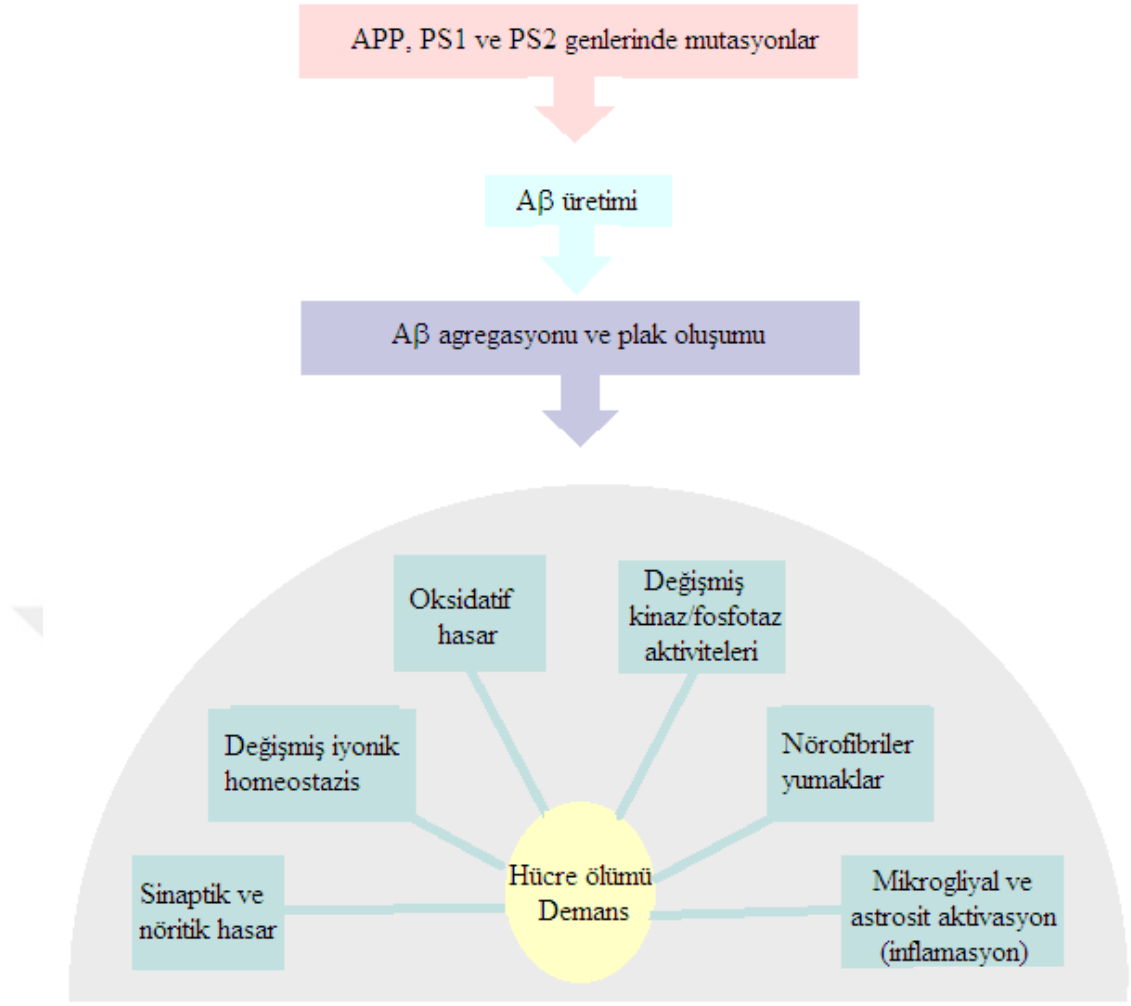 APP, PS1 ve PS2 genlerinde mutasyonlar
Aβ üretimi
Aβ agregasyonu ve plak oluşumu
Oksidatif
hasar
Değişmiş
kinaz/fosfotaz
aktiviteleri
Değişmiş iyonik
homeostazis
Nörofibriler
yumaklar
Sinaptik ve
nöritik hasar
Hücre ölümü
Demans
Mikrogliyal ve
astrosit aktivasyon
(inflamasyon)